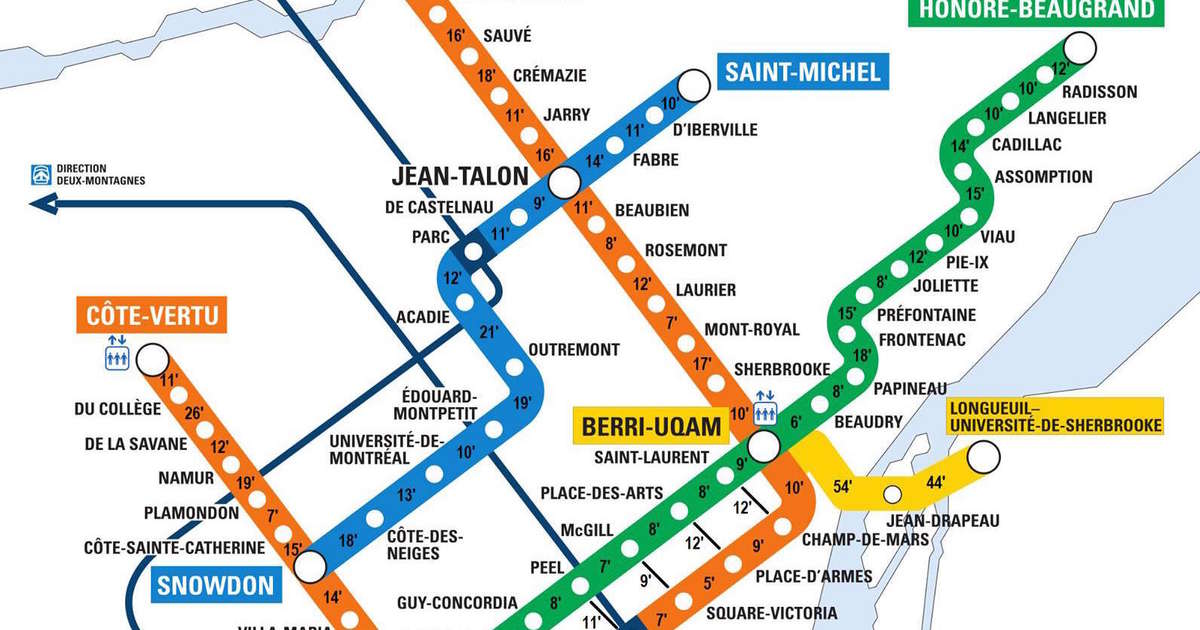 HONORÉ-BEAUGRAND
16'
SAUVÉ
18'
CRÉMAZIE
11'
JARRY
16'
SAINT-MICHEL
10'
D'IBERVILLE
11'
FABRE
14'
JEAN-TALON
9'
DE CASTELNAU
11'
PARC
12'
ACADIE
21'
OUTREMONT
19'
ÉDOUARD-
MONTPETIT
10'
UNIVERSITÉ-DE-
MONTRÉAL
13'
CÔTE-DES-
NEIGES
18'
SNOWDON
DIRECTION
DEUX-MONTAGNES
CÔTE-VERTU
11'
DU COLLÈGE
26'
DE LA SAVANE
12'
NAMUR
19'
PLAMONDON
7'
CÔTE-SAINTE-CATHERINE
15'
14'
VILLA-MARIA
11'
BEAUBIEN
8'
ROSEMONT
12'
LAURIER
7'
MONT-ROYAL
17'
SHERBROOKE
10'
BERRI-UQAM
12'
RADISSON
10'
LANGELIER
10'
CADILLAC
14'
ASSOMPTION
15'
VIAU
10'
PIE-IX
12'
JOLIETTE
8'
PRÉFONTAINE
15'
FRONTENAC
18'
PAPINEAU
8'
BEAUDRY
6'
SAINT-LAURENT
9'
PLACE-DES-ARTS
8'
McGILL
8'
PEEL
7'
GUY-CONCORDIA
8'
12'
12'
9'
11'
10'
CHAMP-DE-MARS
9'
PLACE-D'ARMES
5'
SQUARE-VICTORIA
7'
LONGUEUIL–
UNIVERSITÉ-DE-SHERBROOKE
54'
44'
JEAN-DRAPEAU